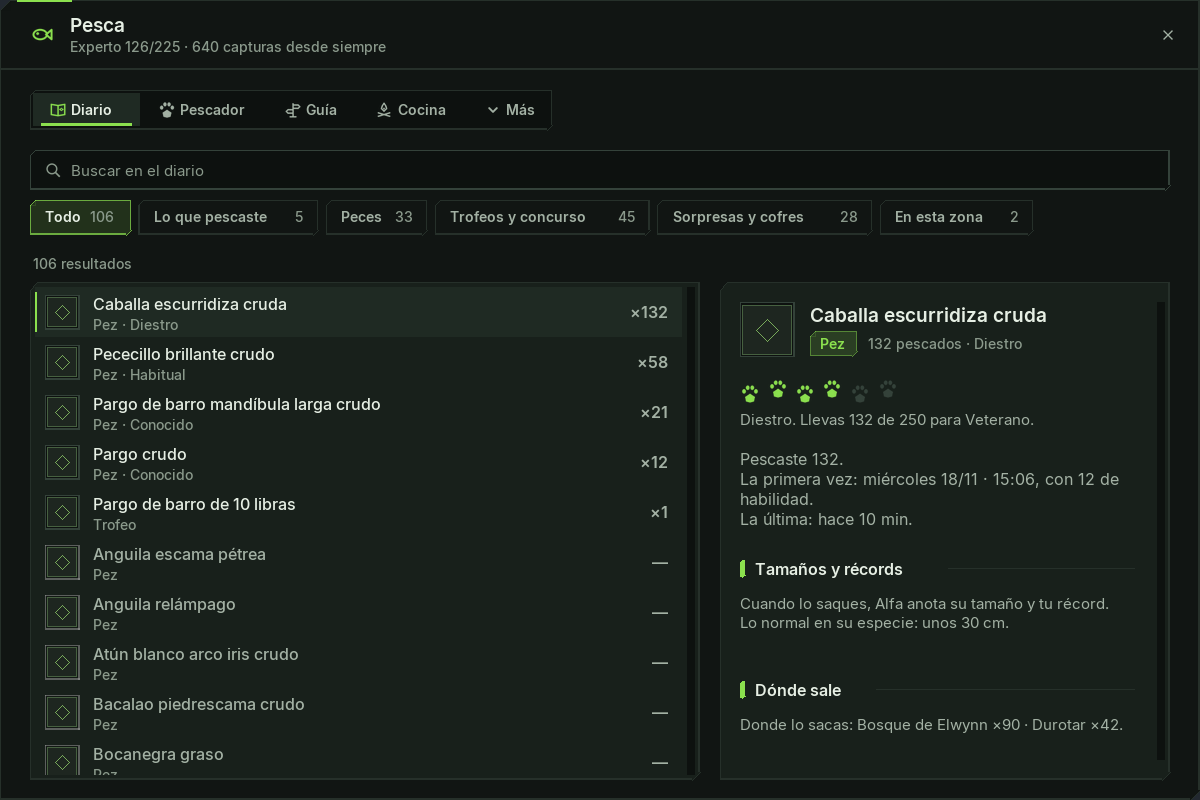 Pesca
Experto 126/225 · 640 capturas desde siempre
Diario
Pescador
Guía
Cocina
Más
Buscar en el diario
Todo 106
Lo que pescaste 5
Peces 33
Trofeos y concurso 45
Sorpresas y cofres 28
En esta zona 2
106 resultados
Caballa escurridiza cruda
Pez · Diestro
×132
Pececillo brillante crudo
Pez · Habitual
×58
Pargo de barro mandíbula larga crudo
Pez · Conocido
×21
Pargo crudo
Pez · Conocido
×12
Pargo de barro de 10 libras
Trofeo
×1
Anguila escama pétrea
Pez
—
Anguila relámpago
Pez
—
Atún blanco arco iris crudo
Pez
—
Bacalao piedrescama crudo
Pez
—
Bocanegra graso
Pez
—
Caballa escurridiza cruda
Pez
132 pescados · Diestro
Diestro. Llevas 132 de 250 para Veterano.
Pescaste 132.
La primera vez: miércoles 18/11 · 15:06, con 12 de
habilidad.
La última: hace 10 min.
Tamaños y récords
Cuando lo saques, Alfa anota su tamaño y tu récord.
Lo normal en su especie: unos 30 cm.
Dónde sale
Donde lo sacas: Bosque de Elwynn ×90 · Durotar ×42.